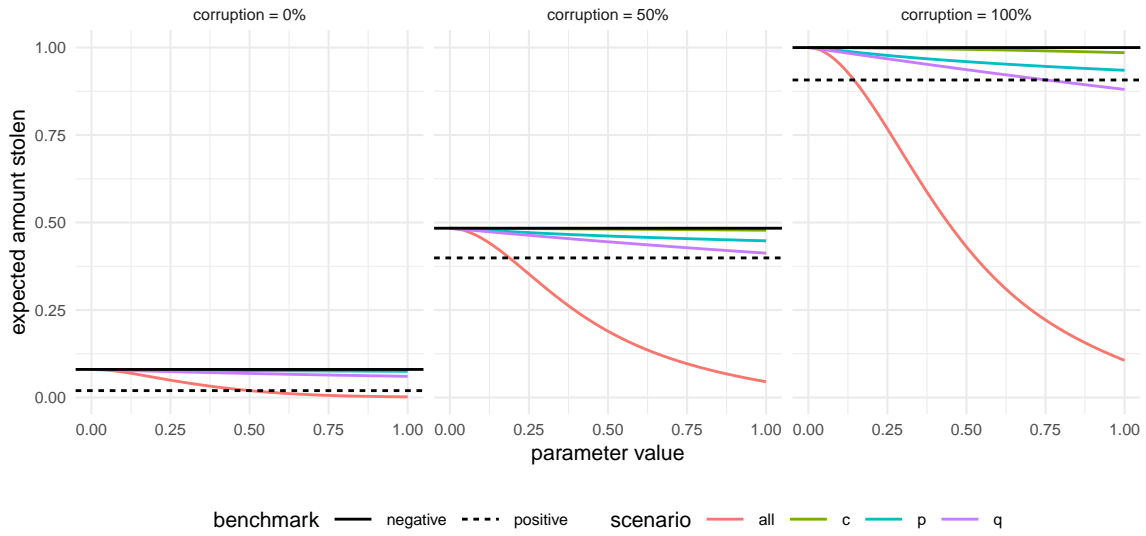 corruption = 0% corruption = 50% corruption = 100%
1.00
0.75
0.50
0.25
0.00
expected amount stolen
0.00 0.25 0.50 0.75 1.00 0.00 0.25 0.50 0.75 1.00 0.00 0.25 0.50 0.75 1.00
parameter value
benchmark negative positive scenario all c p q